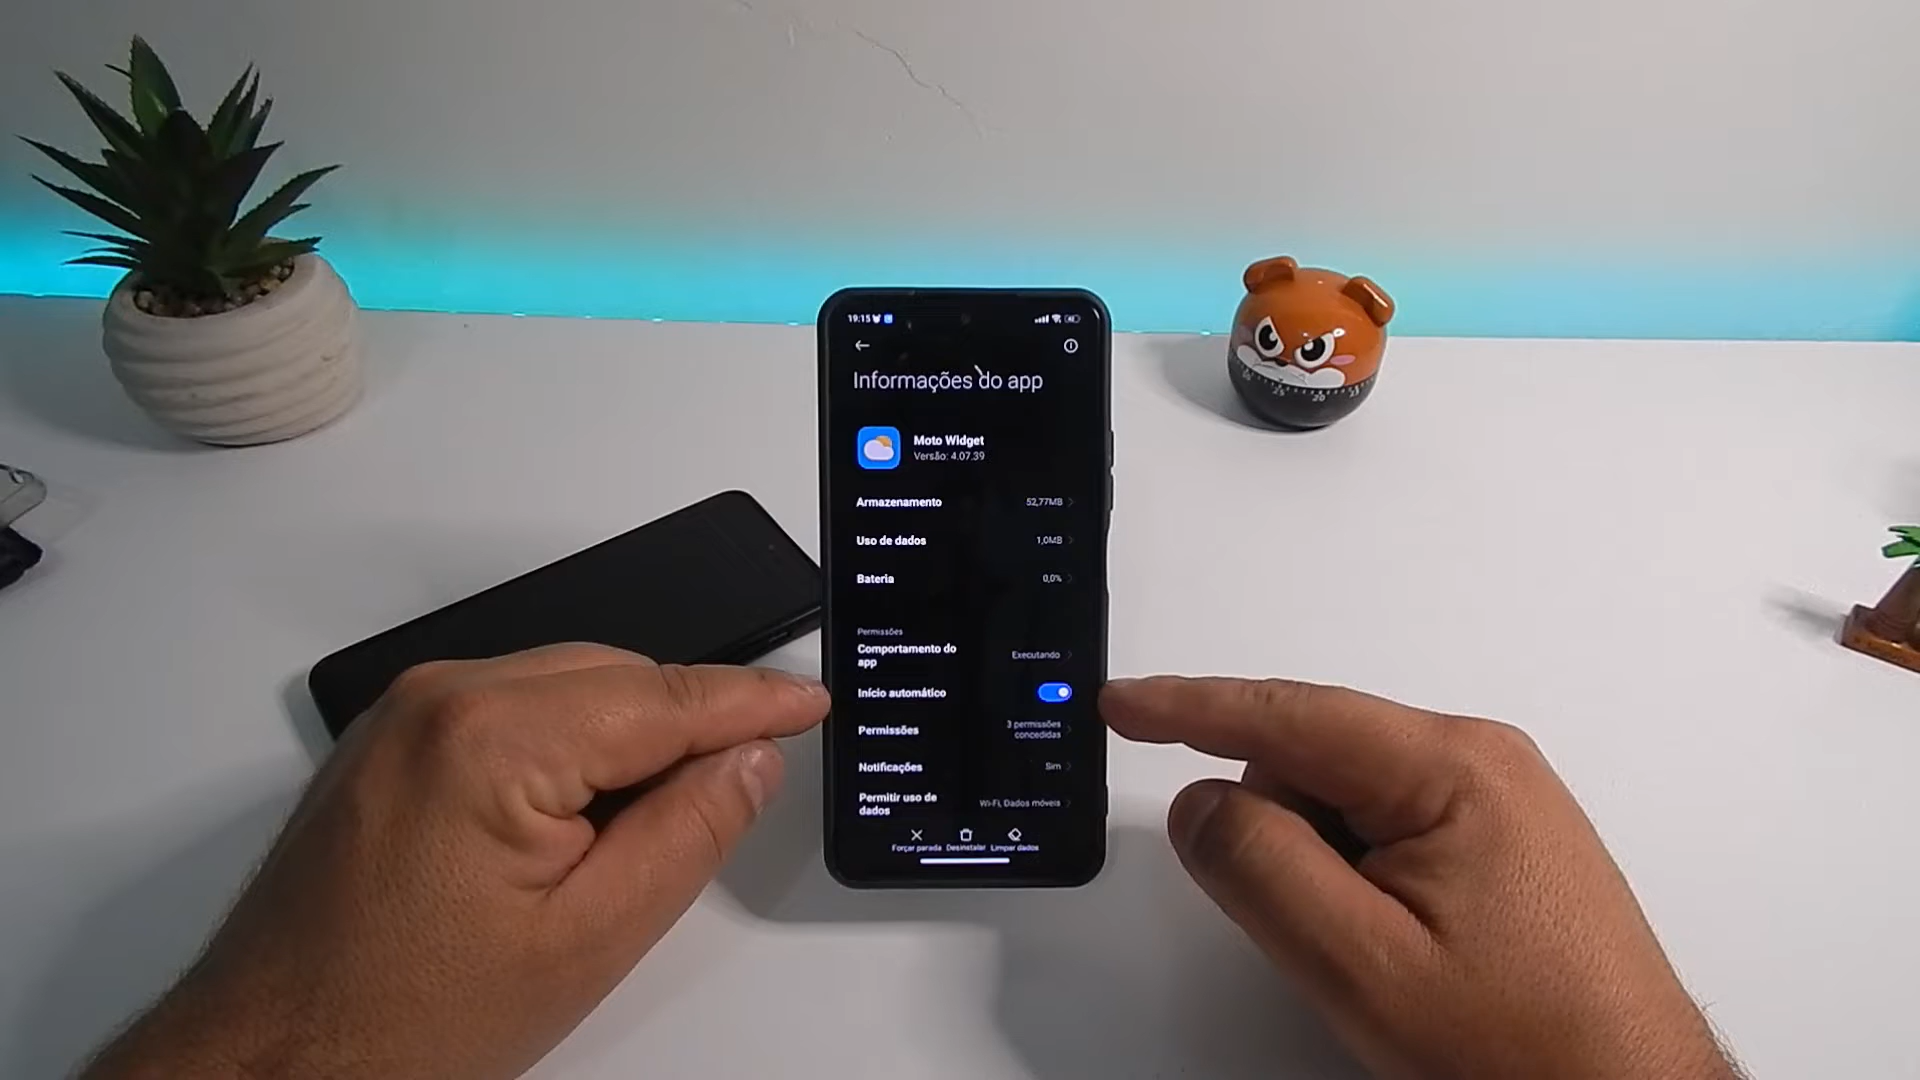 19:15
Informações do app
Moto Widget
Versão: 4.07.39
Armazenamento 52,77MB
Uso de dados 1,0MB
Bateria 0,0%
Permissões
Comportamento do app Executando
Início automático
Permissões 3 permissões concedidas
Notificações Sim
Permitir uso de dados Wi-Fi, Dados móveis
Forçar parada Desinstalar Limpar dados
25 20